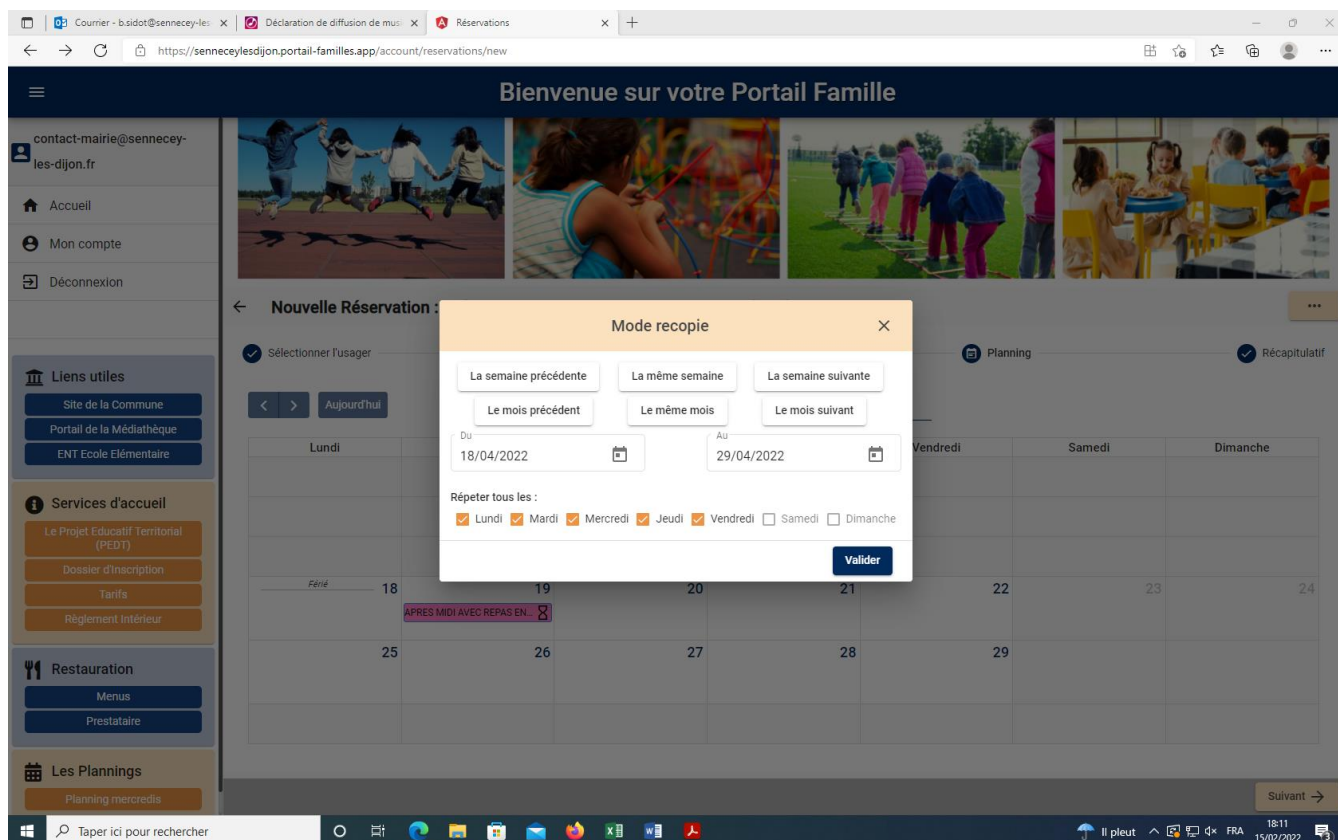 Courrier - b.sidot@sennecey-les
Déclaration de diffusion de mus
Réservations
https://senneceylesdijon.portail-familles.app/account/reservations/new
Bienvenue sur votre Portail Famille
contact-mairie@sennecey-
les-dijon.fr
Accueil
Mon compte
Déconnexion
Nouvelle Réservation :
Mode recopie
Sélectionner l'usager
Planning
Récapitulatif
La semaine précédente
La même semaine
La semaine suivante
Le mois précédent
Le même mois
Le mois suivant
Aujourd'hui
Du
18/04/2022
Au
29/04/2022
Lundi
Vendredi
Samedi
Dimanche
Répeter tous les :
Lundi Mardi Mercredi Jeudi Vendredi Samedi Dimanche
Valider
Férié 18 19 20 21 22 23 24
APRES MIDI AVEC REPAS EN...
25 26 27 28 29
Suivant →
Liens utiles
Site de la Commune
Portail de la Médiathèque
ENT Ecole Elémentaire
Services d'accueil
Le Projet Educatif Territorial
(PEDT)
Dossier d'Inscription
Tarifs
Règlement Intérieur
Restauration
Menus
Prestataire
Les Plannings
Planning mercredis
Taper ici pour rechercher
Il pleut
FRA
18:11
15/02/2022